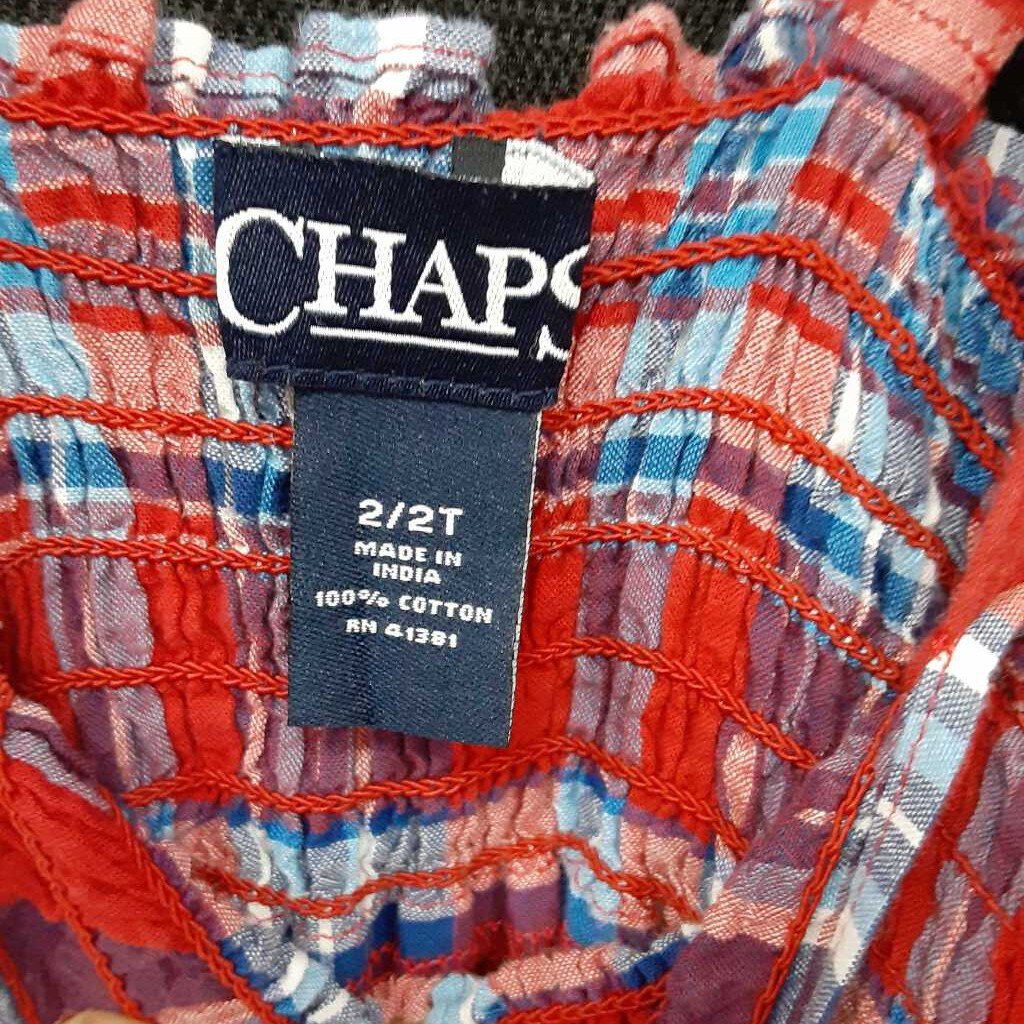 CHAPS
2/2T
MADE IN
INDIA
100% COTTON
RN 41381